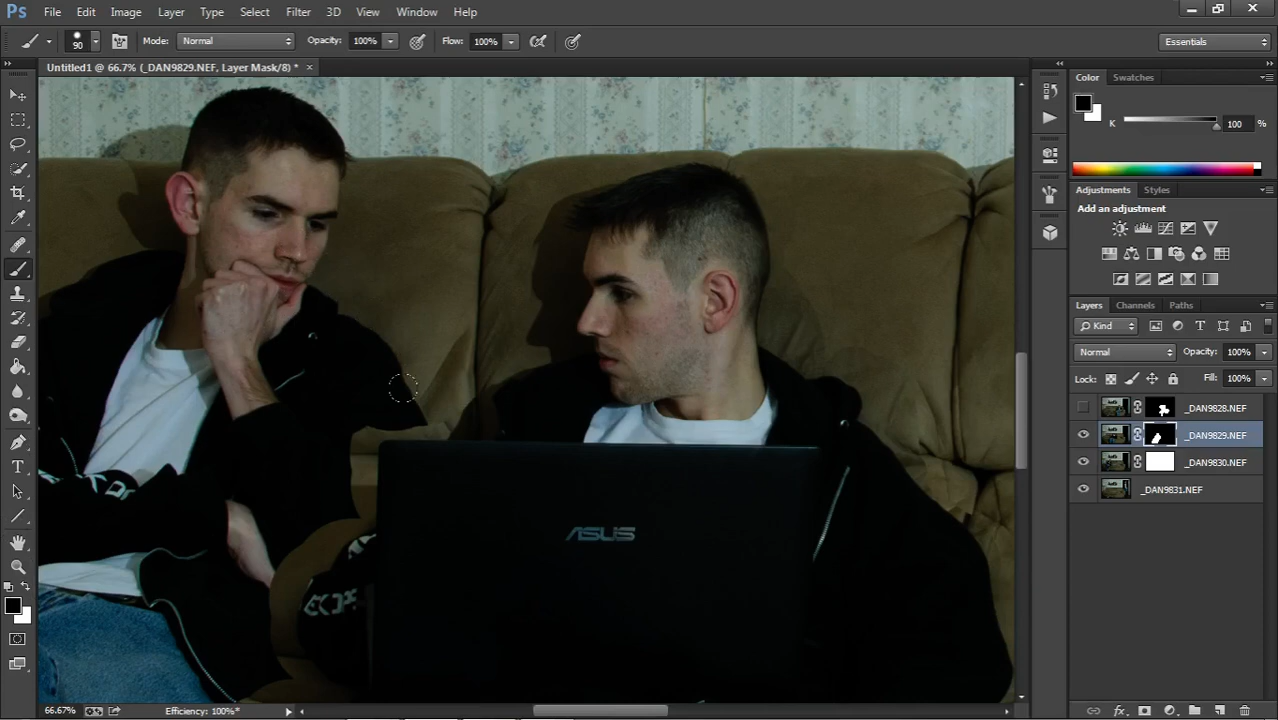 Ps File Edit Image Layer Type Select Filter 3D View Window Help
90 Mode: Normal Opacity: 100% Flow: 100% Essentials
Untitled1 @ 66.7% (_DAN9829.NEF, Layer Mask/8) * ×
Color Swatches
K 100 %
Adjustments Styles
Add an adjustment
Layers Channels Paths
Kind
Normal Opacity: 100%
Lock: Fill: 100%
_DAN9828.NEF
_DAN9829.NEF
_DAN9830.NEF
_DAN9831.NEF
ASUS
66.67% Efficiency: 100%*